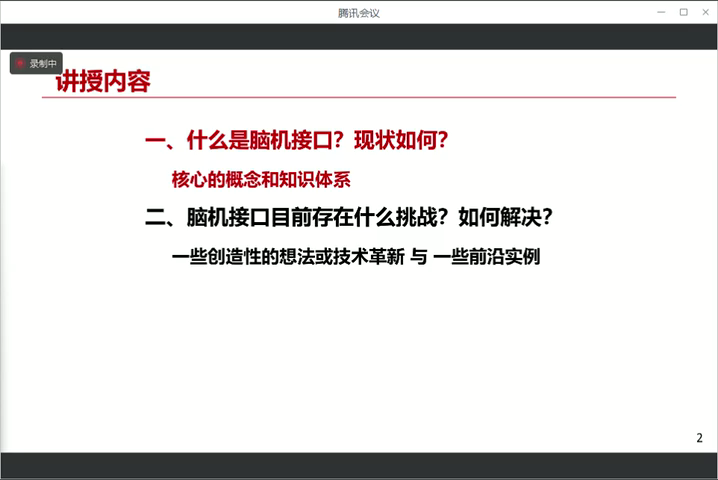 腾讯会议
录制中
讲授内容
一、什么是脑机接口？现状如何？
核心的概念和知识体系
二、脑机接口目前存在什么挑战？如何解决？
一些创造性的想法或技术革新 与 一些前沿实例
2